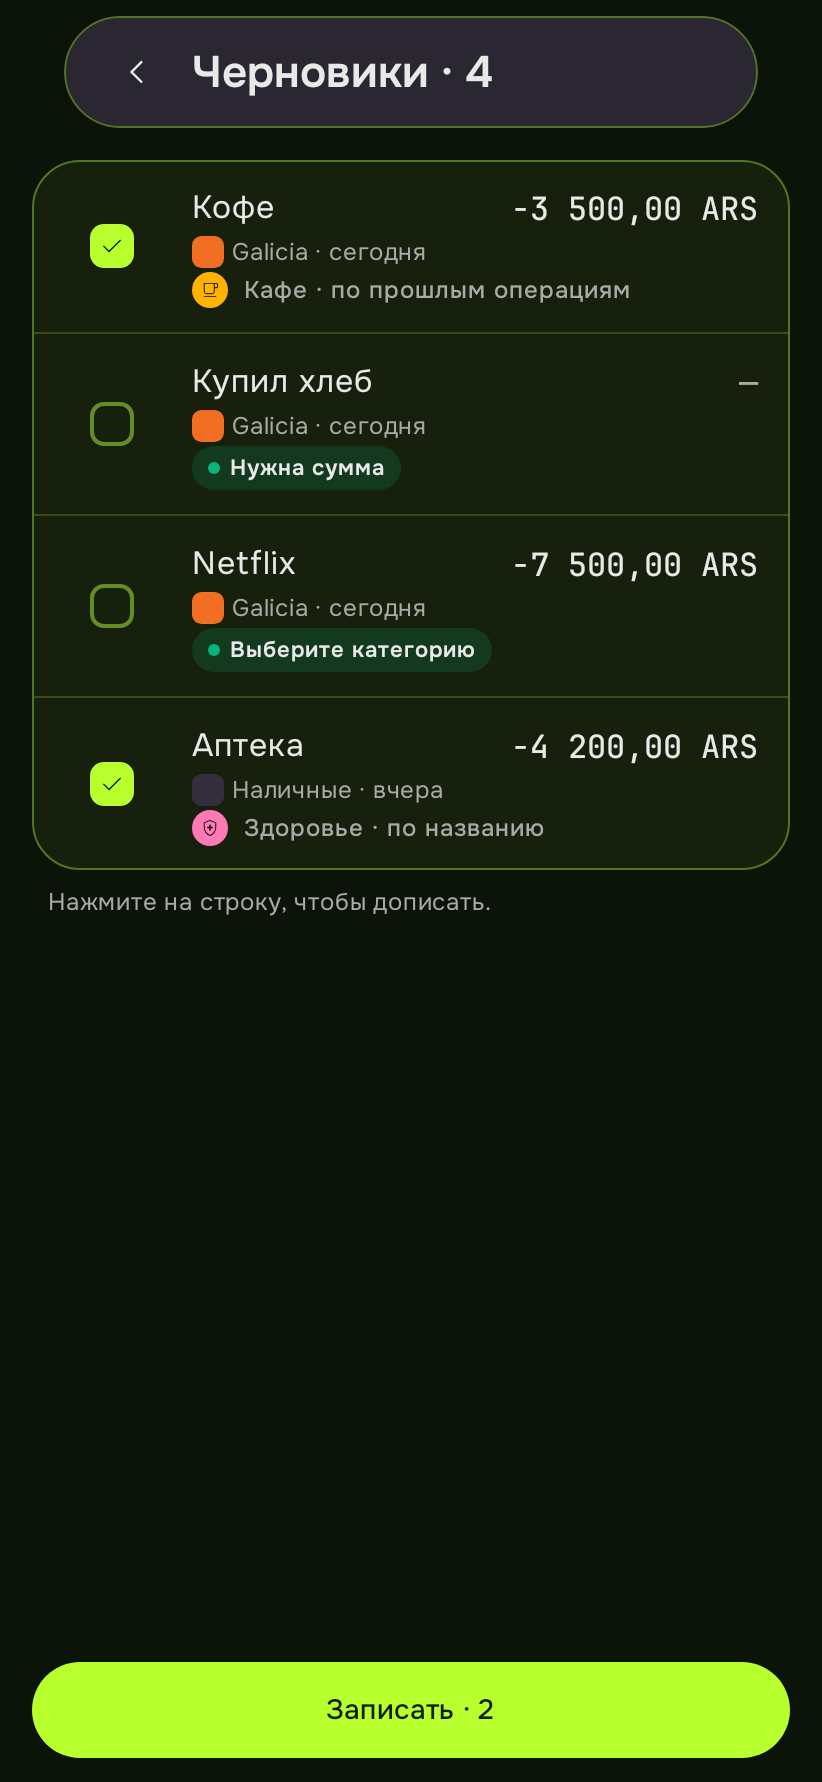 Черновики · 4
Кофе -3 500,00 ARS
Galicia · сегодня
Кафе · по прошлым операциям
Купил хлеб —
Galicia · сегодня
Нужна сумма
Netflix -7 500,00 ARS
Galicia · сегодня
Выберите категорию
Аптека -4 200,00 ARS
Наличные · вчера
Здоровье · по названию
Нажмите на строку, чтобы дописать.
Записать · 2